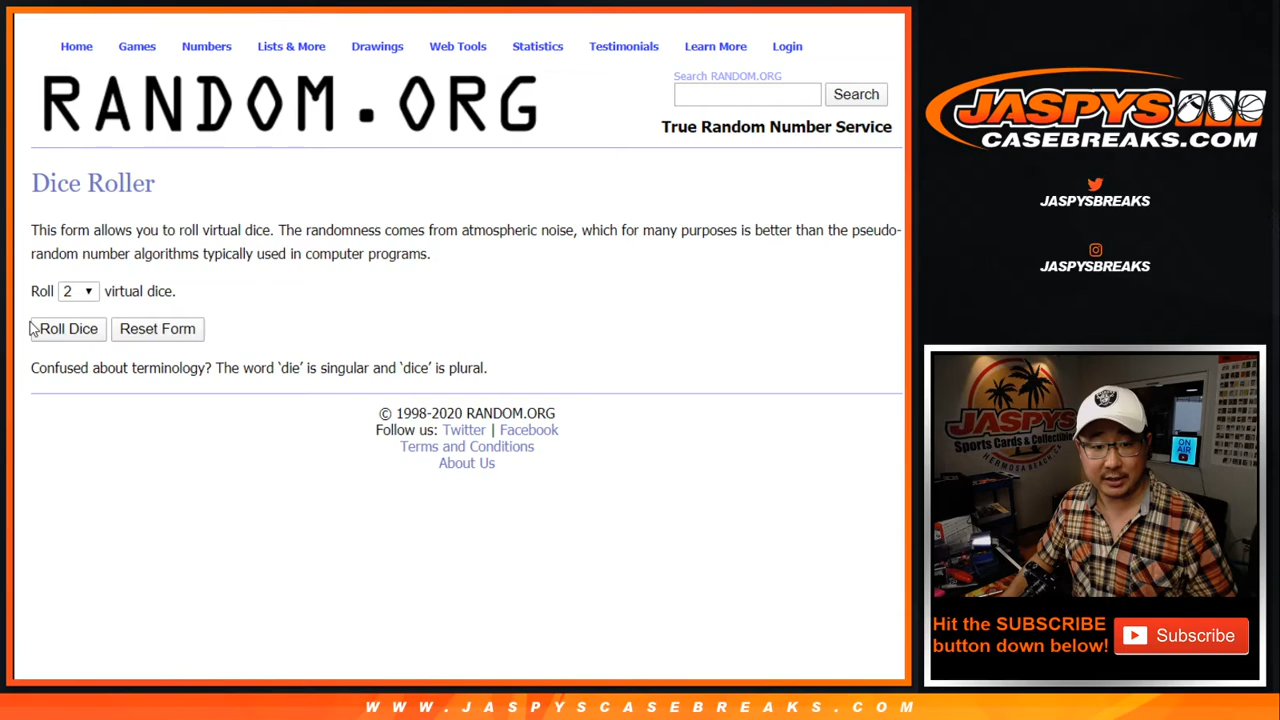 Home Games Numbers Lists & More Drawings Web Tools Statistics Testimonials Learn More Login
RANDOM.ORG
Search RANDOM.ORG
Search
True Random Number Service
Dice Roller
This form allows you to roll virtual dice. The randomness comes from atmospheric noise, which for many purposes is better than the pseudo-
random number algorithms typically used in computer programs.
Roll 2 virtual dice.
Roll Dice Reset Form
Confused about terminology? The word ‘die’ is singular and ‘dice’ is plural.
© 1998-2020 RANDOM.ORG
Follow us: Twitter | Facebook
Terms and Conditions
About Us
JASPYS
CASEBREAKS.COM
JASPYSBREAKS
JASPYSBREAKS
JASPYS
Sports Cards & Collectibles
HERMOSA BEACH, CA
RAIDERS
ON
AIR
Hit the SUBSCRIBE
button down below!
Subscribe
WWW.JASPYSCASEBREAKS.COM